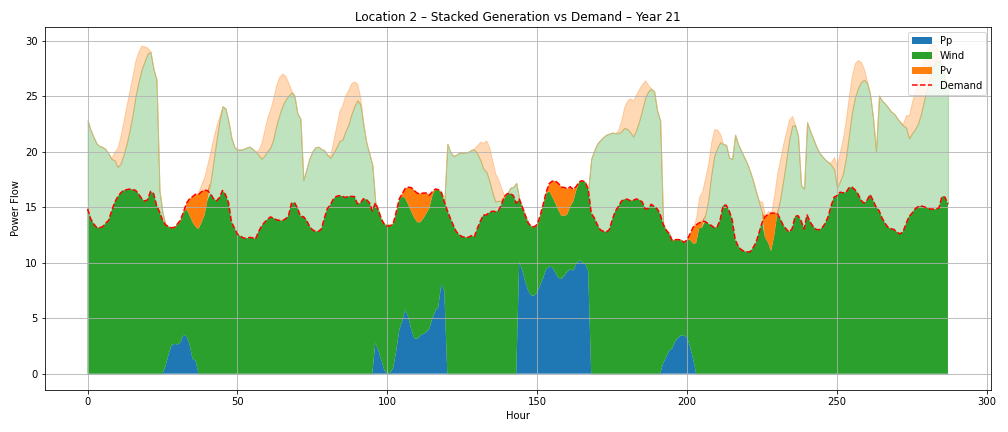 Location 2 – Stacked Generation vs Demand – Year 21
Power Flow
30
25
20
15
10
5
0
0 50 100 150 200 250 300
Hour
Pp
Wind
Pv
Demand